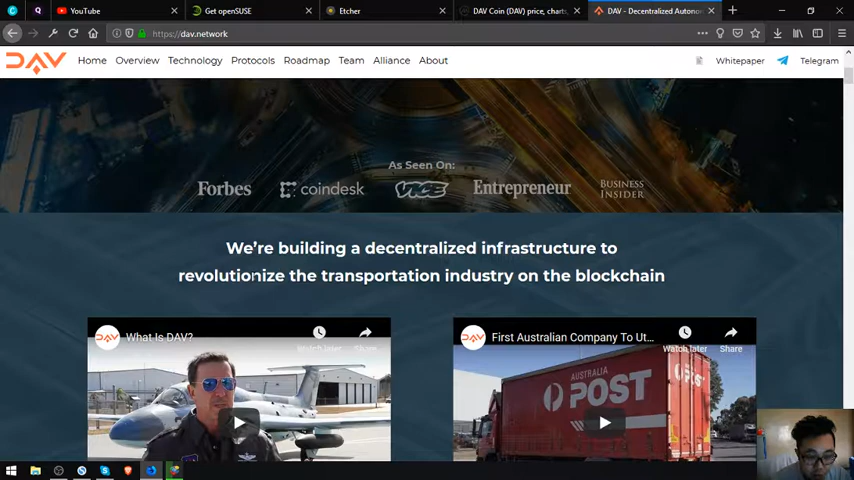 YouTube
Get openSUSE
Etcher
DAV Coin (DAV) price, charts,
DAV - Decentralized Autono
https://dav.network
DAV
Home Overview Technology Protocols Roadmap Team Alliance About
Whitepaper Telegram
As Seen On:
Forbes coindesk VICE Entrepreneur BUSINESS INSIDER
We're building a decentralized infrastructure to
revolutionize the transportation industry on the blockchain
What Is DAV?
Watch later Share
First Australian Company To Ut...
Watch later Share
AUSTRALIA
POST